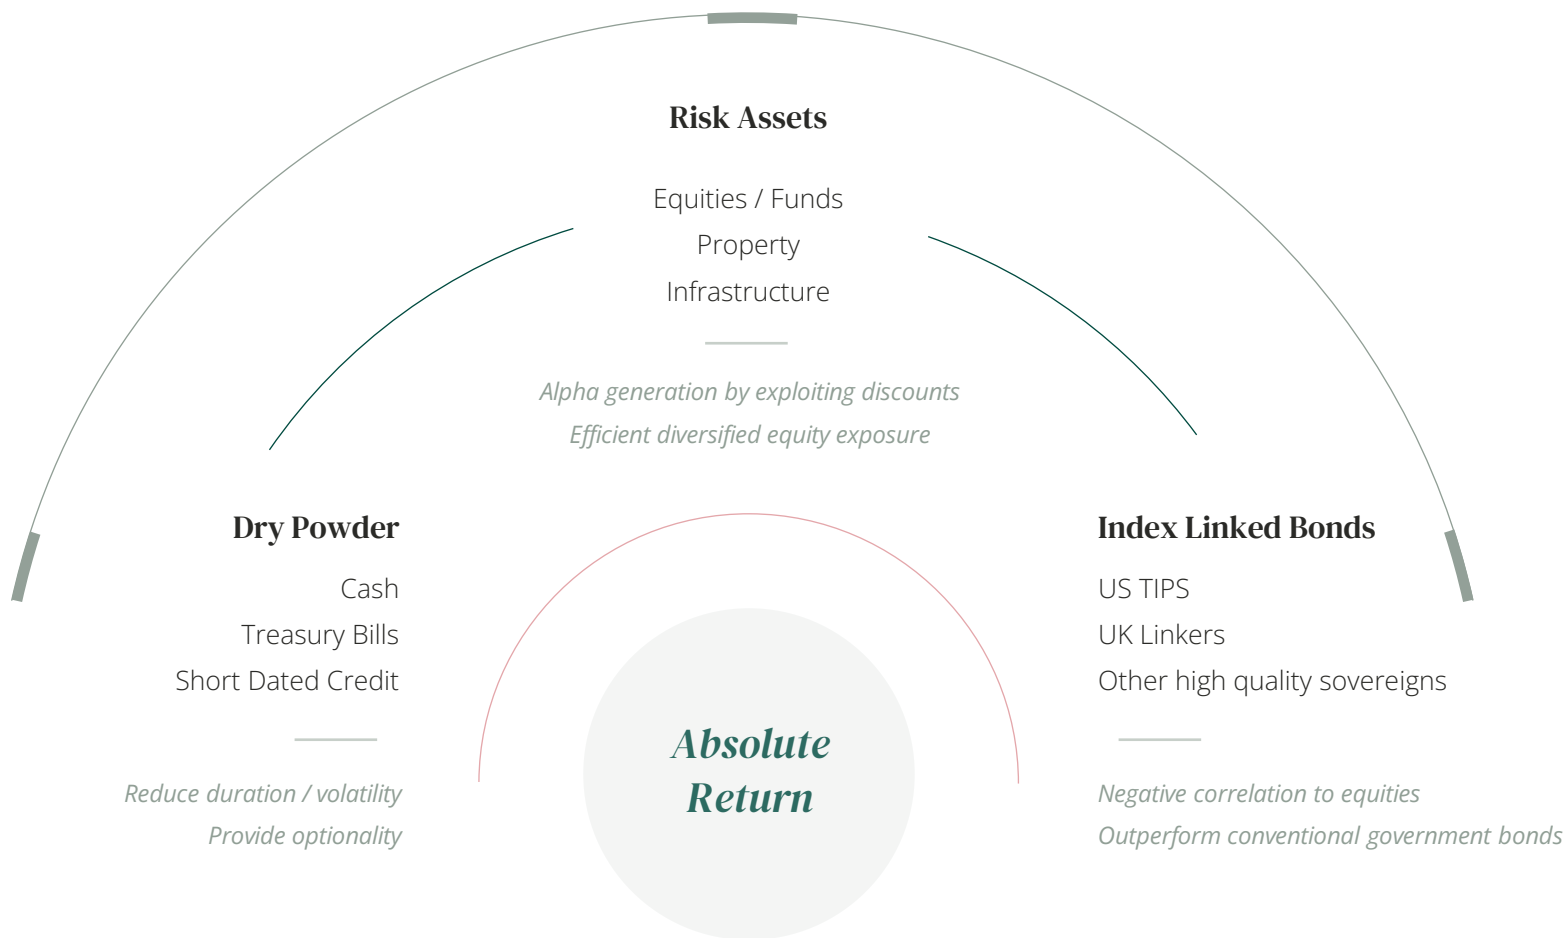 Risk Assets
Equities / Funds
Property
Infrastructure
Alpha generation by exploiting discounts
Efficient diversified equity exposure
Dry Powder
Cash
Treasury Bills
Short Dated Credit
Reduce duration / volatility
Provide optionality
Absolute
Return
Index Linked Bonds
US TIPS
UK Linkers
Other high quality sovereigns
Negative correlation to equities
Outperform conventional government bonds